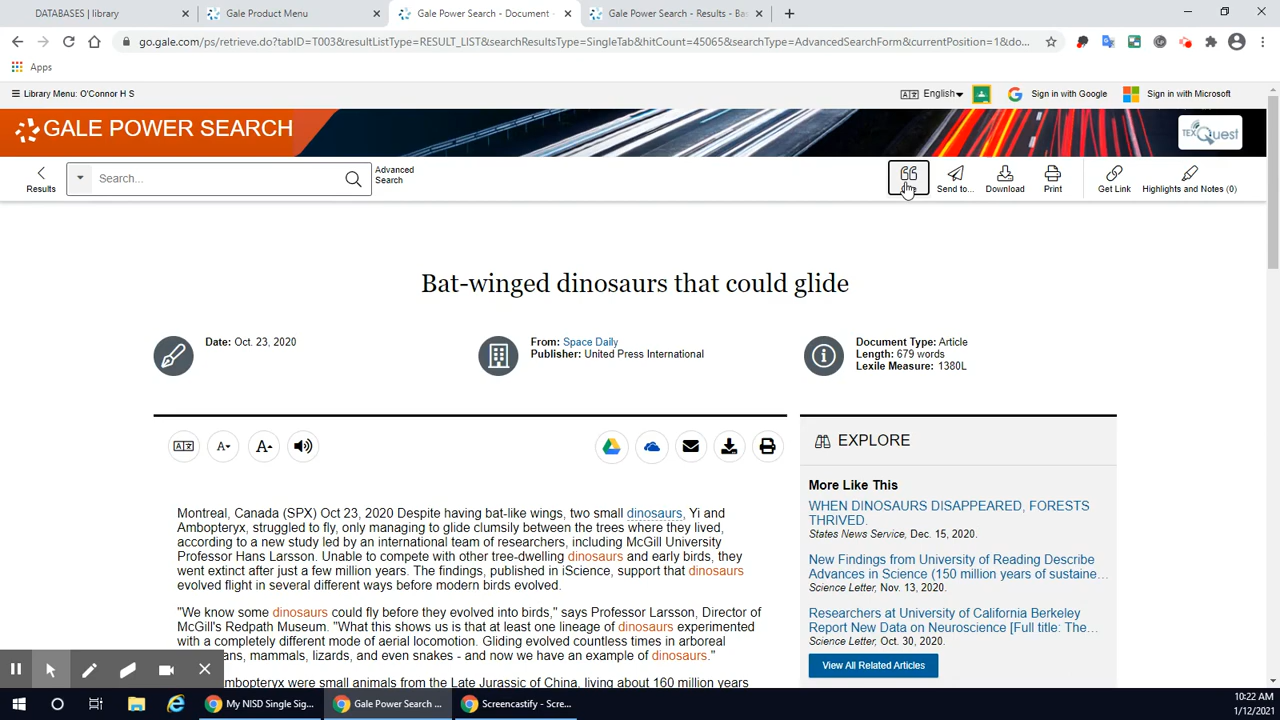 DATABASES | library
Gale Product Menu
Gale Power Search - Document -
Gale Power Search - Results - Bas
go.gale.com/ps/retrieve.do?tabID=T003&resultListType=RESULT_LIST&searchResultsType=SingleTab&hitCount=45065&searchType=AdvancedSearchForm&currentPosition=1&do...
Apps
Library Menu: O'Connor H S
English
Sign in with Google
Sign in with Microsoft
GALE POWER SEARCH
TEXQuest
Results
Search...
Advanced
Search
Send to...
Download
Print
Get Link
Highlights and Notes (0)
Bat-winged dinosaurs that could glide
Date: Oct. 23, 2020
From: Space Daily
Publisher: United Press International
Document Type: Article
Length: 679 words
Lexile Measure: 1380L
A
A
EXPLORE
More Like This
WHEN DINOSAURS DISAPPEARED, FORESTS
THRIVED.
States News Service, Dec. 15, 2020.
New Findings from University of Reading Describe
Advances in Science (150 million years of sustaine...
Science Letter, Nov. 13, 2020.
Researchers at University of California Berkeley
Report New Data on Neuroscience [Full title: The...
Science Letter, Oct. 30, 2020.
View All Related Articles
Montreal, Canada (SPX) Oct 23, 2020 Despite having bat-like wings, two small dinosaurs, Yi and
Ambopteryx, struggled to fly, only managing to glide clumsily between the trees where they lived,
according to a new study led by an international team of researchers, including McGill University
Professor Hans Larsson. Unable to compete with other tree-dwelling dinosaurs and early birds, they
went extinct after just a few million years. The findings, published in iScience, support that dinosaurs
evolved flight in several different ways before modern birds evolved.
"We know some dinosaurs could fly before they evolved into birds," says Professor Larsson, Director of
McGill's Redpath Museum. "What this shows us is that at least one lineage of dinosaurs experimented
with a completely different mode of aerial locomotion. Gliding evolved countless times in arboreal
ans, mammals, lizards, and even snakes - and now we have an example of dinosaurs."
mbopteryx were small animals from the Late Jurassic of China, living about 160 million years
My NISD Single Sig...
Gale Power Search ...
Screencastify - Scre...
10:22 AM
1/12/2021